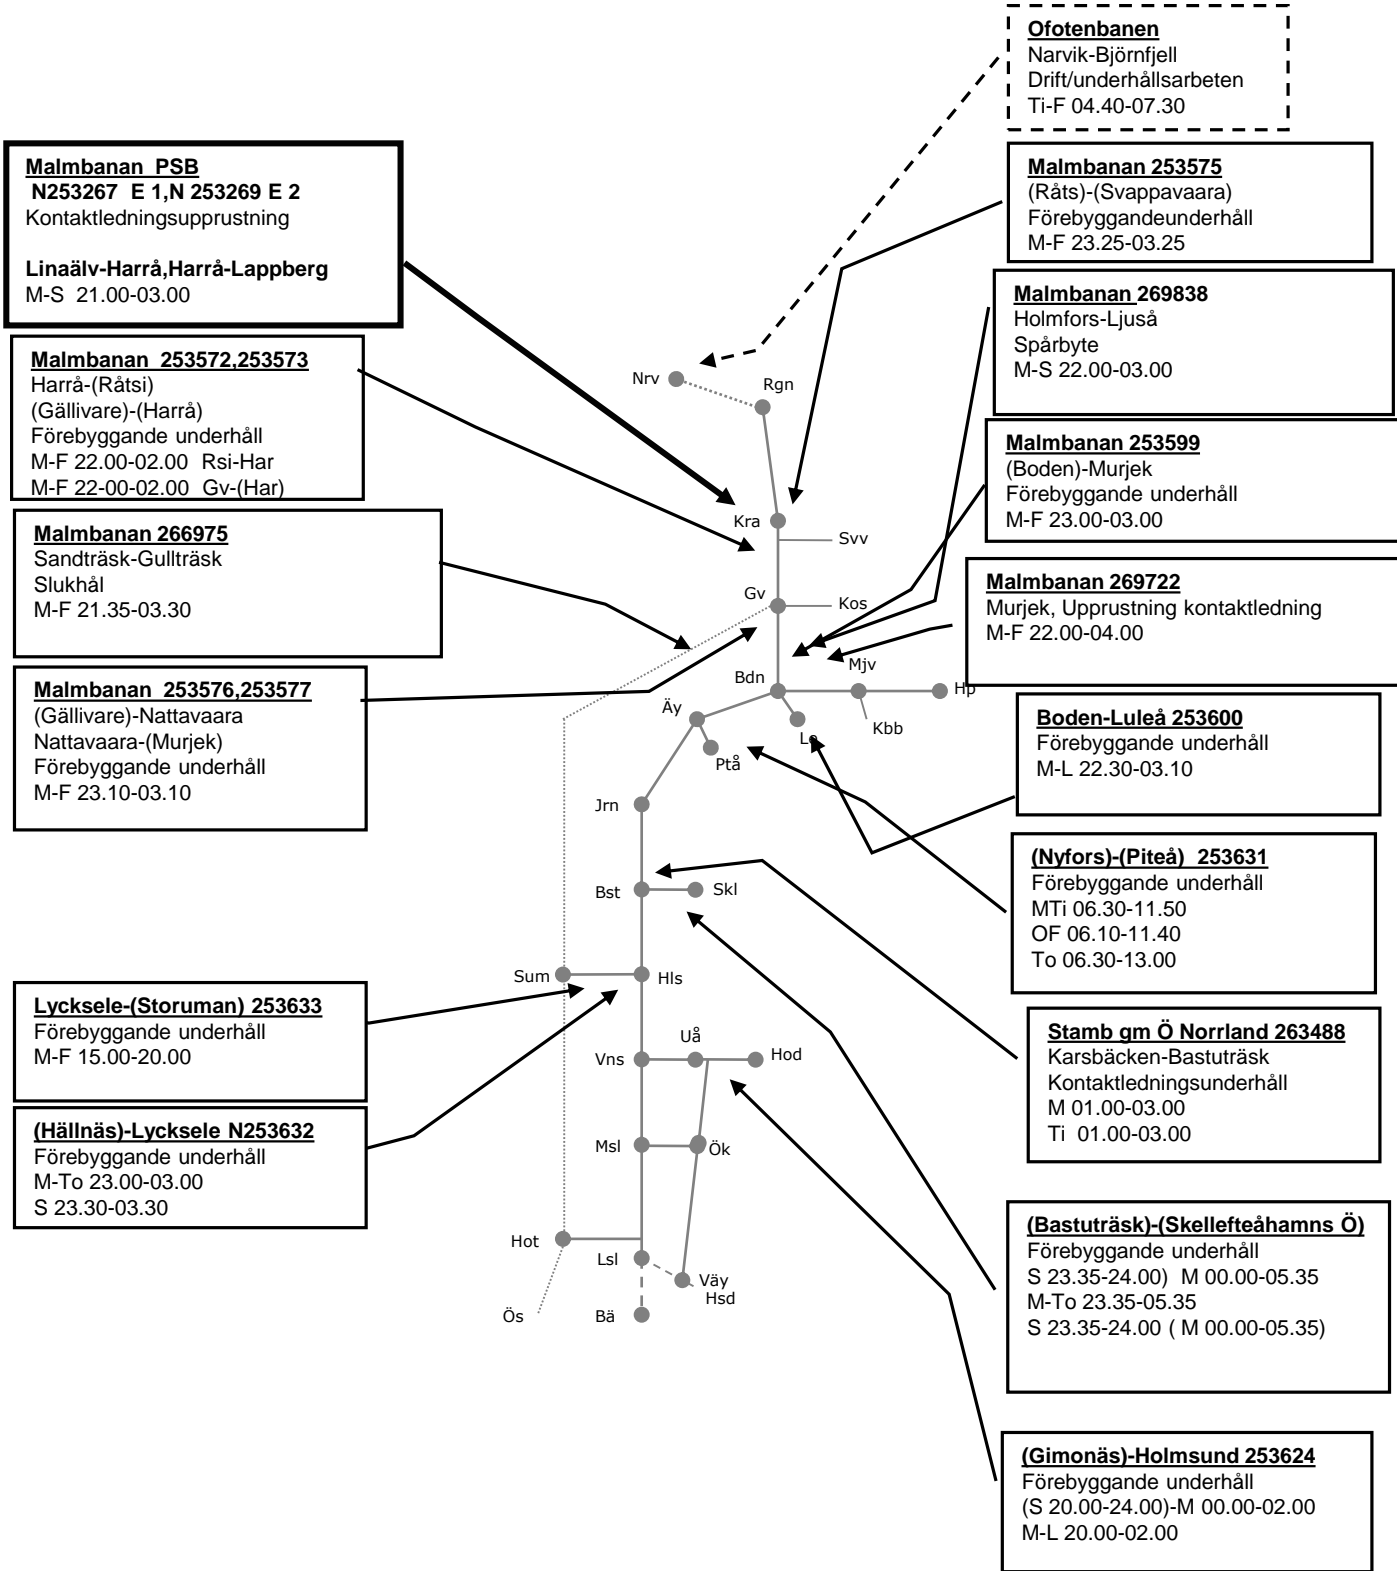 Ofotenbanen
Narvik-Björnfjell
Drift/underhållsarbeten
Ti-F 04.40-07.30
Malmbanan  PSB
N253267  E 1,N 253269 E 2
Kontaktledningsupprustning
Linaälv-Harrå,Harrå-Lappberg
M-S  21.00-03.00
Malmbanan 253575
(Råts)-(Svappavaara)
Förebyggandeunderhåll
M-F 23.25-03.25
Malmbanan 269838
Holmfors-Ljuså
Spårbyte
M-S 22.00-03.00
Malmbanan  253572,253573
Harrå-(Råtsi)
(Gällivare)-(Harrå)
Förebyggande underhåll
M-F 22.00-02.00  Rsi-Har
M-F 22-00-02.00  Gv-(Har)
Malmbanan 253599
(Boden)-Murjek
Förebyggande underhåll
M-F 23.00-03.00
Malmbanan 266975
Sandträsk-Gullträsk
Slukhål
M-F 21.35-03.30
Malmbanan 269722
Murjek, Upprustning kontaktledning
M-F 22.00-04.00
Malmbanan  253576,253577
(Gällivare)-Nattavaara
Nattavaara-(Murjek)
Förebyggande underhåll
M-F 23.10-03.10
Boden-Luleå 253600
Förebyggande underhåll
M-L 22.30-03.10
(Nyfors)-(Piteå)  253631
Förebyggande underhåll
MTi 06.30-11.50
OF 06.10-11.40
To 06.30-13.00
Lycksele-(Storuman) 253633
Förebyggande underhåll
M-F 15.00-20.00
Stamb gm Ö Norrland 263488
Karsbäcken-Bastuträsk
Kontaktledningsunderhåll
M 01.00-03.00
Ti  01.00-03.00
(Hällnäs)-Lycksele N253632
Förebyggande underhåll
M-To 23.00-03.00
S 23.30-03.30
(Bastuträsk)-(Skellefteåhamns Ö)
Förebyggande underhåll
S 23.35-24.00)  M 00.00-05.35
M-To 23.35-05.35
S 23.35-24.00 ( M 00.00-05.35)
(Gimonäs)-Holmsund 253624
Förebyggande underhåll
(S 20.00-24.00)-M 00.00-02.00
M-L 20.00-02.00
Nrv
Rgn
Kra
Svv
Gv
Kos
Mjv
Bdn
Hp
Äy
Lo
Kbb
Ptå
Jrn
Bst
Skl
Sum
Hls
Uå
Vns
Hod
Msl
Ök
Hot
Lsl
Väy
Hsd
Ös
Bä